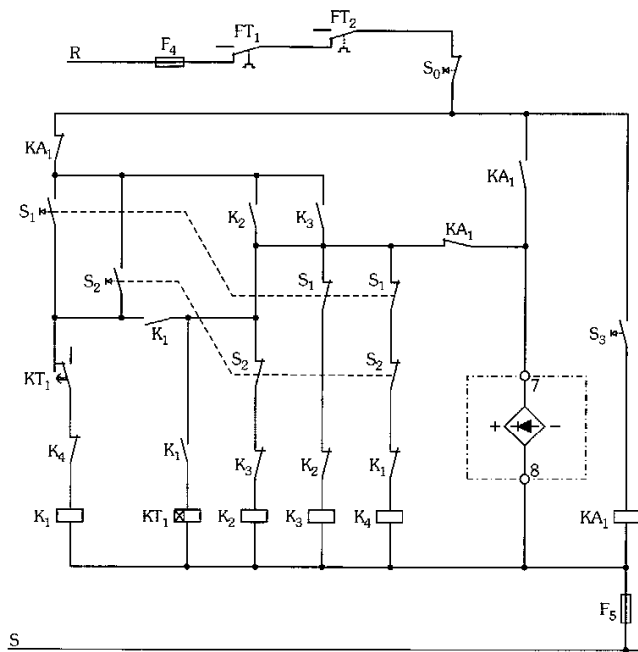 FT₂
FT₁
F₄
R
S₀
KA₁
KA₁
S₁
K₂
K₃
KA₁
S₂
S₁
S₁
K₁
S₃
S₂
S₂
KT₁
7
+
−
K₄
K₁
K₃
K₂
K₁
8
K₁
KT₁
K₂
K₃
K₄
KA₁
F₅
S